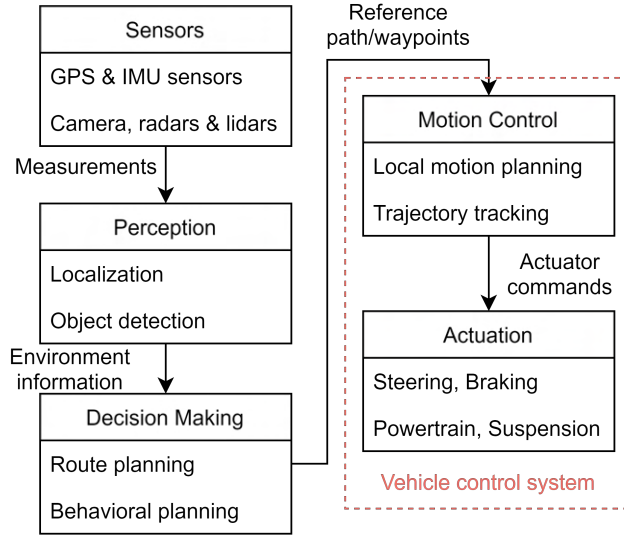 Sensors
GPS & IMU sensors
Camera, radars & lidars
Measurements
Perception
Localization
Object detection
Environment
information
Decision Making
Route planning
Behavioral planning
Reference
path/waypoints
Motion Control
Local motion planning
Trajectory tracking
Actuator
commands
Actuation
Steering, Braking
Powertrain, Suspension
Vehicle control system